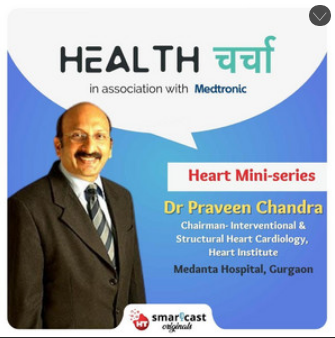 HEALTH चर्चा
in association with Medtronic
Heart Mini-series
Dr Praveen Chandra
Chairman- Interventional &
Structural Heart Cardiology,
Heart Institute
Medanta Hospital, Gurgaon
HT smartcast
originals